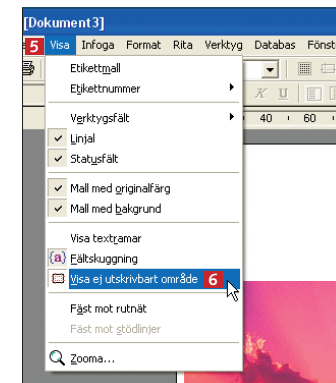 [Dokument3]
5 Visa Infoga Format Rita Verktyg Databas Fönst
Etikettmall
Etikettnummer
X U
Verktygsfält
40 60
Linjal
Statusfält
Mall med originalfärg
Mall med bakgrund
Visa textramar
{a} Fältskuggning
Visa ej utskrivbart område 6
Fäst mot rutnät
Fäst mot stödlinjer
Zooma...